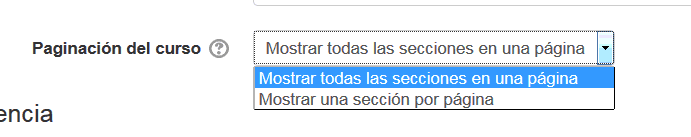 Paginación del curso ? Mostrar todas las secciones en una página
Mostrar todas las secciones en una página
Mostrar una sección por página
encia